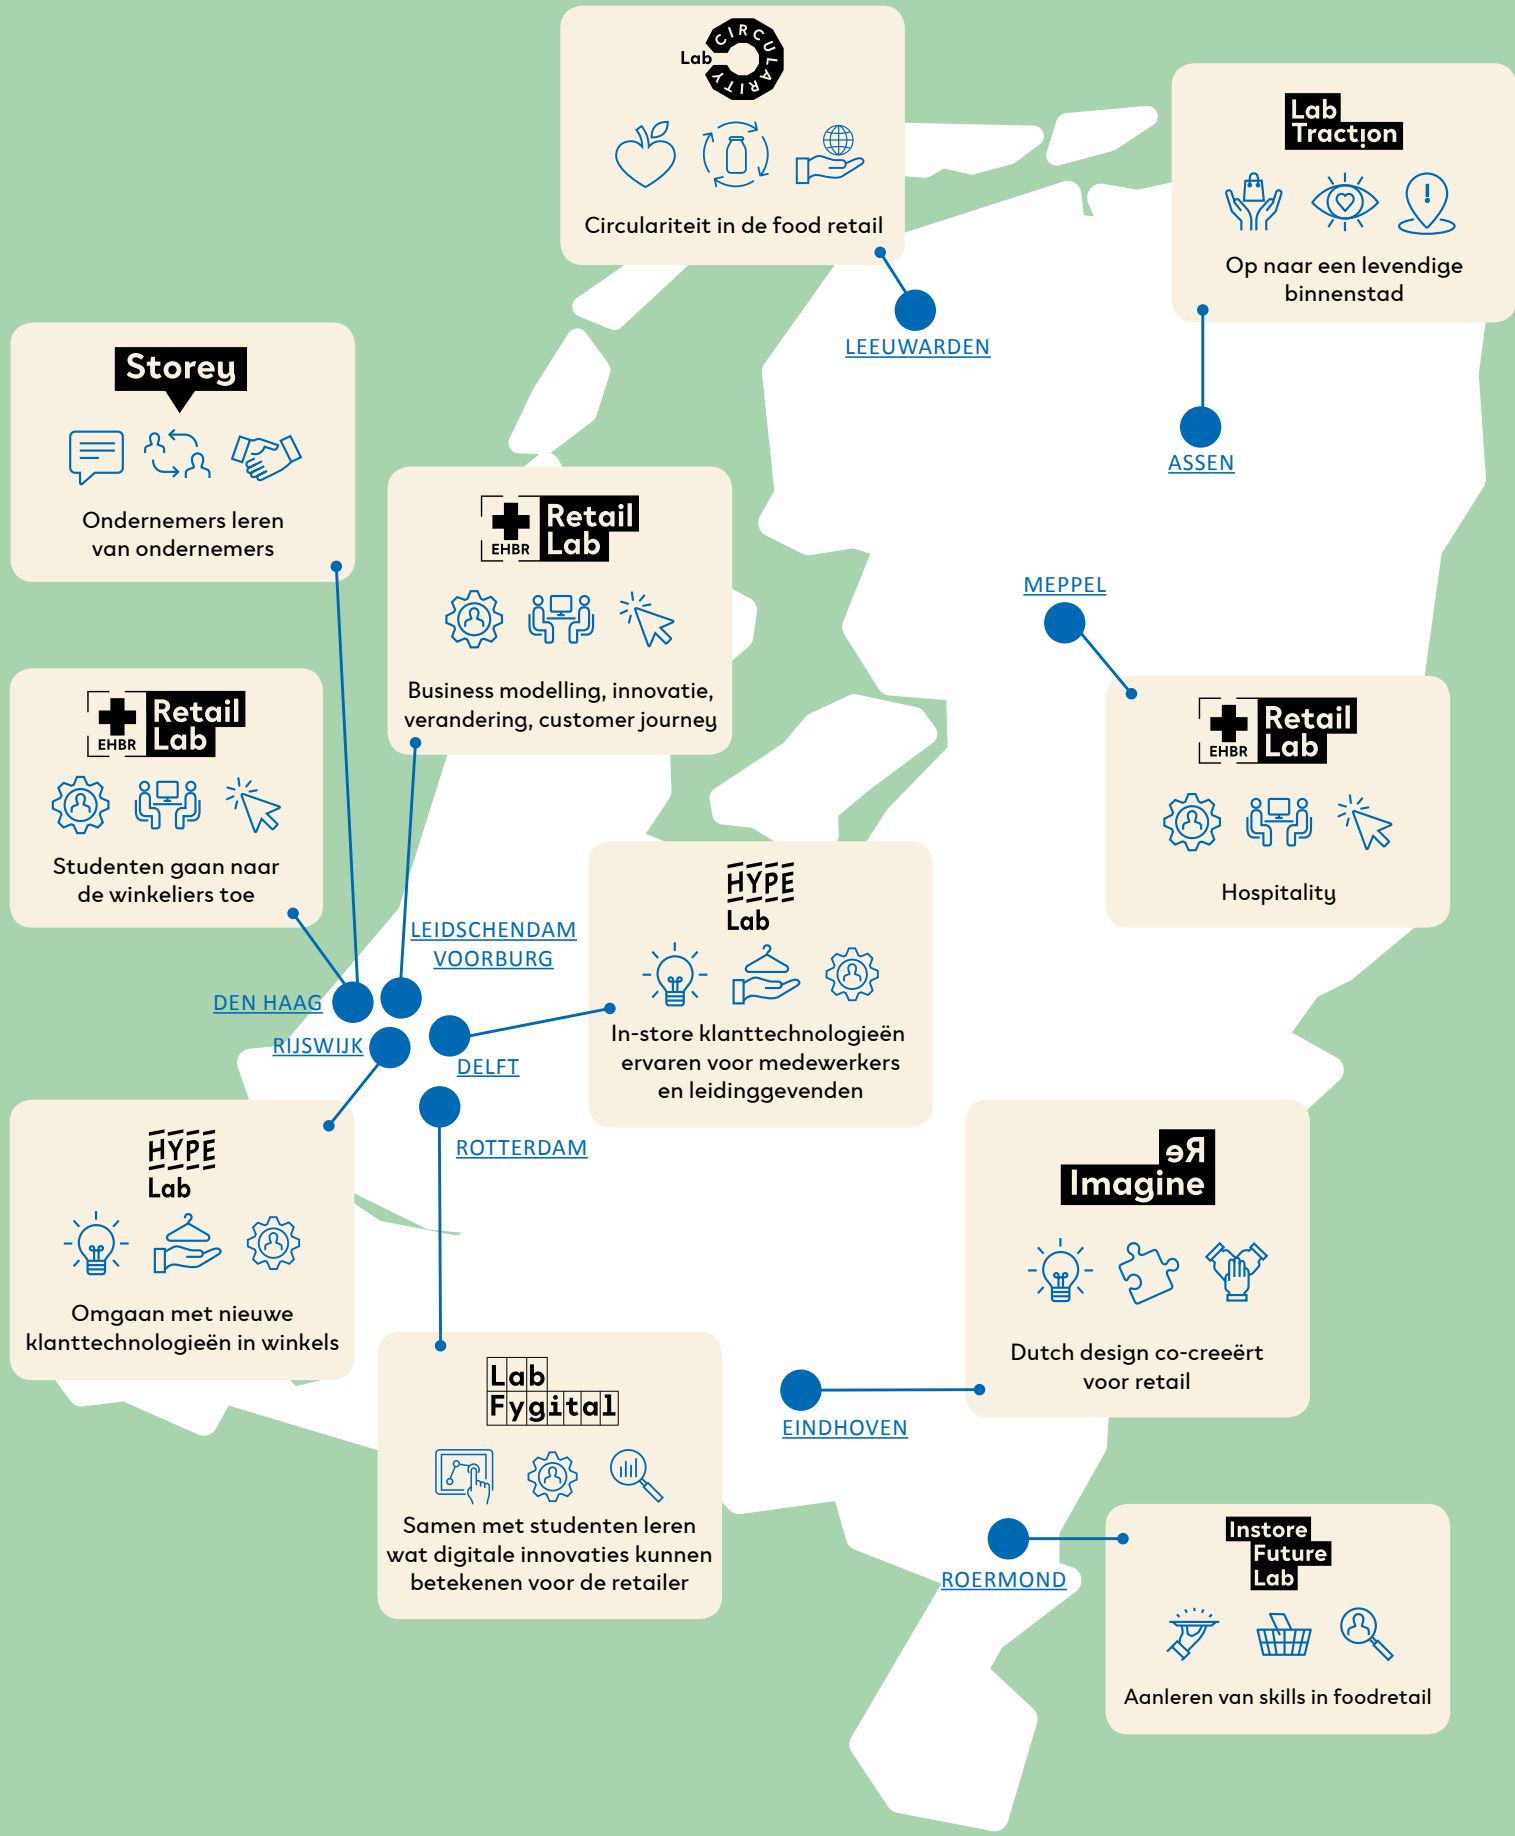 Lab CIRCULARITY
Circulariteit in de food retail
LEEUWARDEN
Lab
Traction
Op naar een levendige
binnenstad
ASSEN
Storey
Ondernemers leren
van ondernemers
EHBR
Retail
Lab
Business modelling, innovatie,
verandering, customer journey
MEPPEL
EHBR
Retail
Lab
Hospitality
EHBR
Retail
Lab
Studenten gaan naar
de winkeliers toe
LEIDSCHENDAM
VOORBURG
DEN HAAG
RIJSWIJK
DELFT
ROTTERDAM
HYPE
Lab
In-store klanttechnologieën
ervaren voor medewerkers
en leidinggevenden
HYPE
Lab
Omgaan met nieuwe
klanttechnologieën in winkels
Re
Imagine
Dutch design co-creeërt
voor retail
EINDHOVEN
Lab
Fygital
Samen met studenten leren
wat digitale innovaties kunnen
betekenen voor de retailer
ROERMOND
Instore
Future
Lab
Aanleren van skills in foodretail